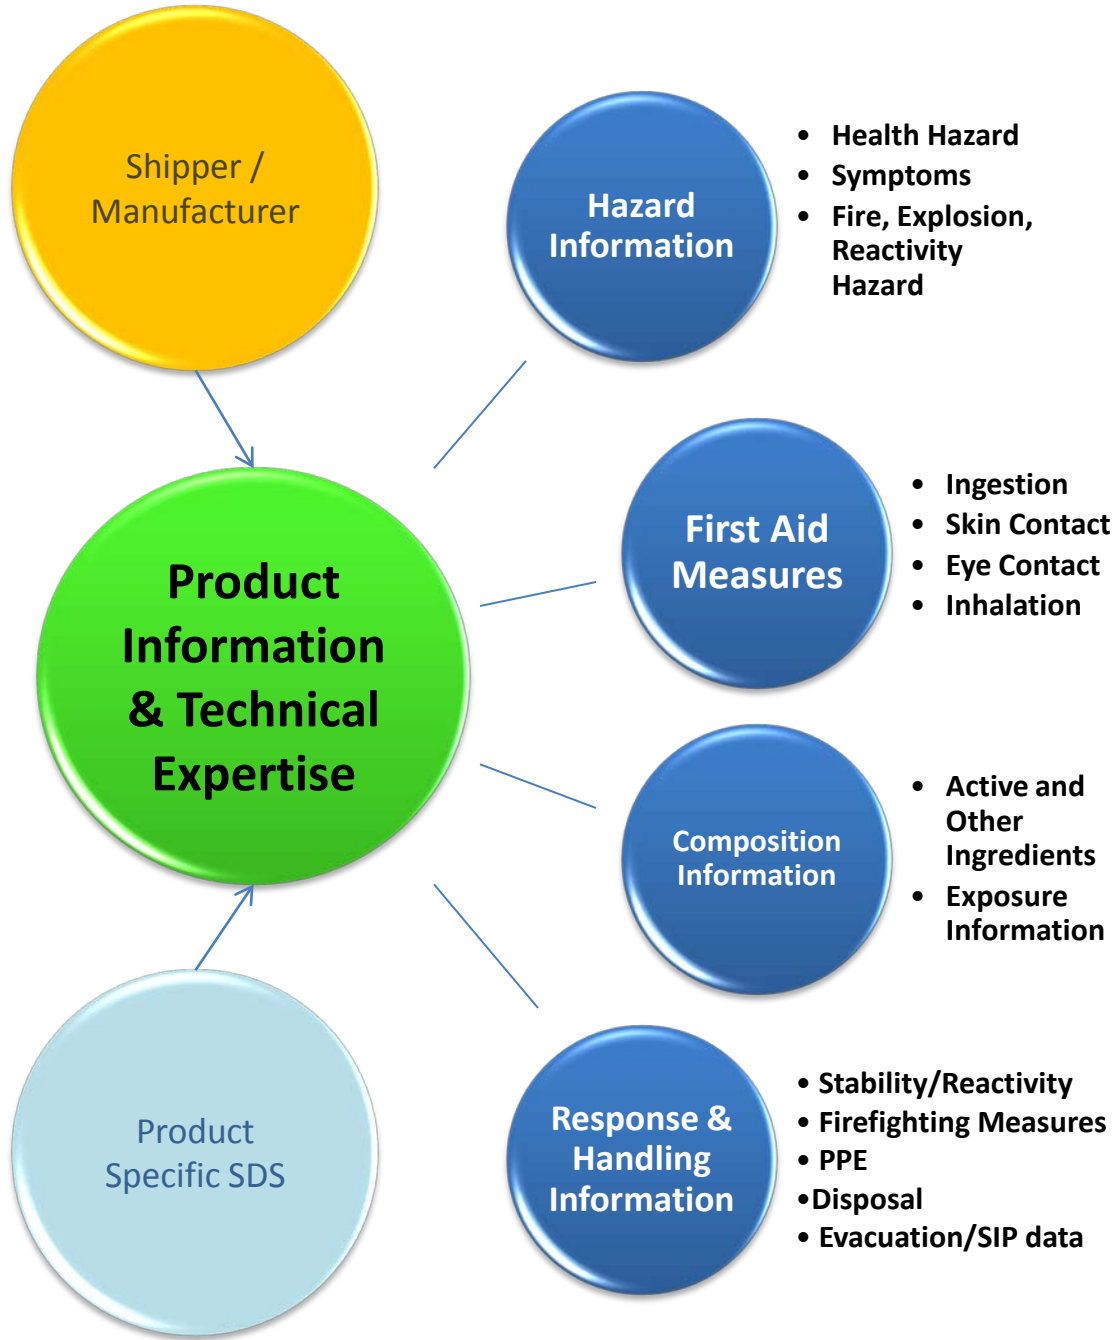 Shipper /
Manufacturer
Hazard
Information
• Health Hazard
• Symptoms
• Fire, Explosion,
Reactivity
Hazard
Product
Information
& Technical
Expertise
First Aid
Measures
• Ingestion
• Skin Contact
• Eye Contact
• Inhalation
Composition
Information
• Active and
Other
Ingredients
• Exposure
Information
Product
Specific SDS
Response &
Handling
Information
• Stability/Reactivity
• Firefighting Measures
• PPE
•Disposal
• Evacuation/SIP data